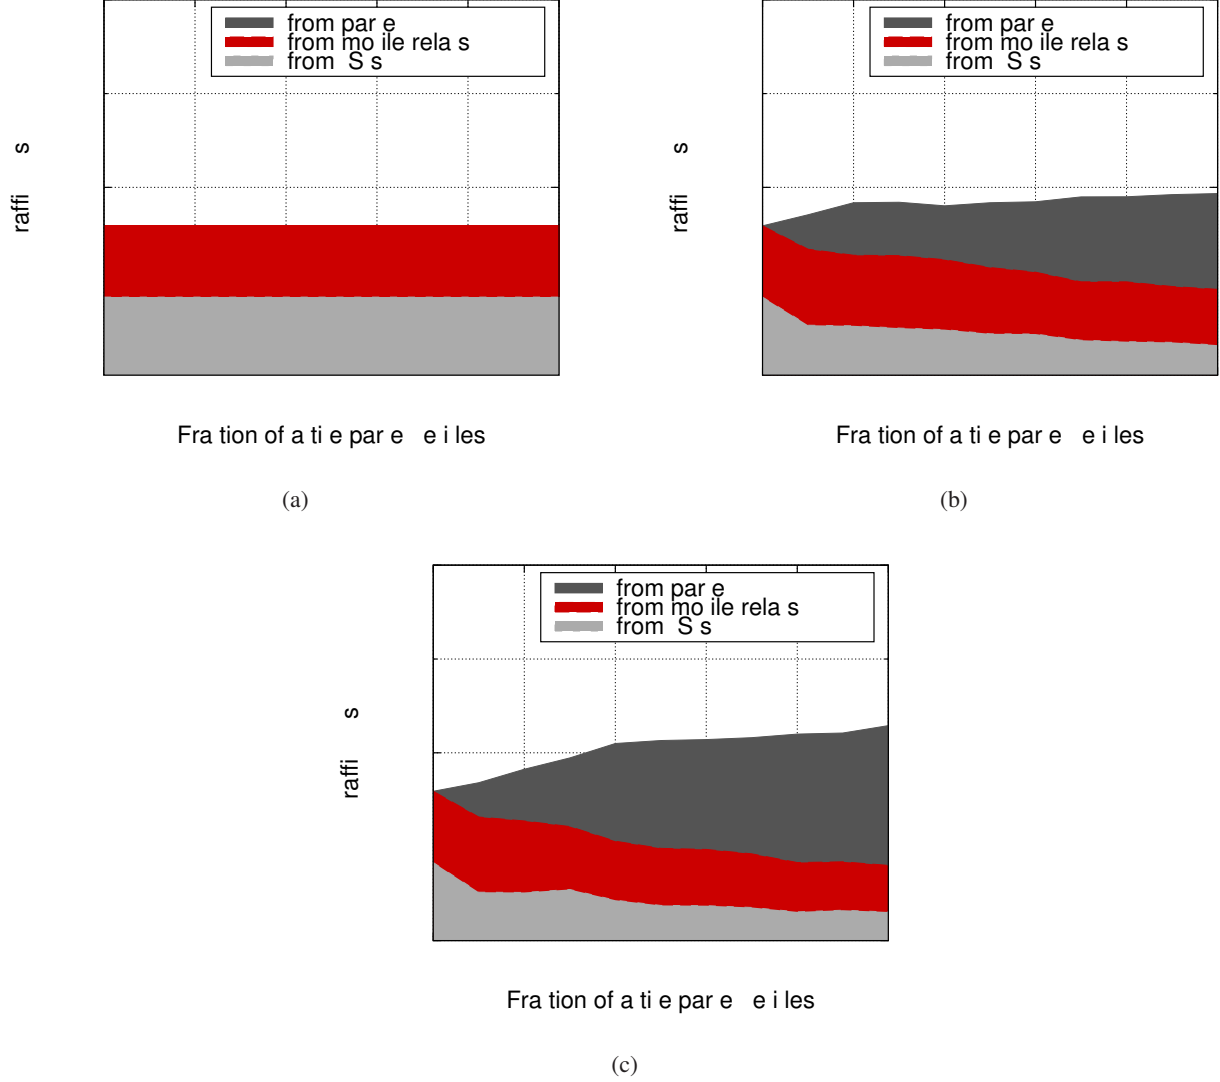 from par e
from mo ile rela s
from S s
raffi s
Fra tion of a ti e par e e i les
(a)
from par e
from mo ile rela s
from S s
raffi s
Fra tion of a ti e par e e i les
(b)
from par e
from mo ile rela s
from S s
raffi s
Fra tion of a ti e par e e i les
(c)